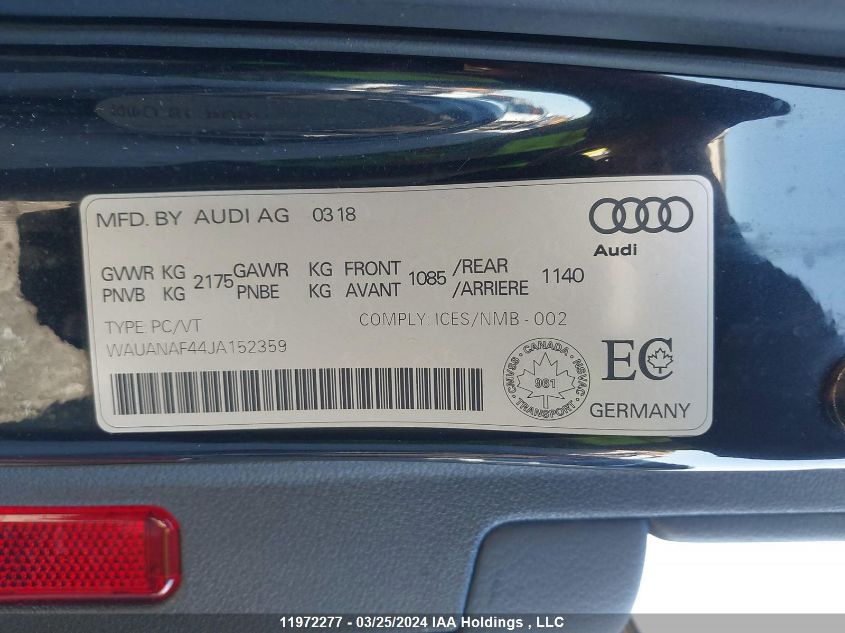 MFD. BY AUDI AG 03 18
Audi
GVWR KG 2175 GAWR KG FRONT 1085 /REAR 1140
PNVB KG PNBE KG AVANT /ARRIERE
TYPE: PC/VT COMPLY: ICES/NMB - 002
WAUANAF44JA152359
CMVSS CANADA NSVAC
961
TRANSPORT
EC
GERMANY
11972277 - 03/25/2024 IAA Holdings , LLC